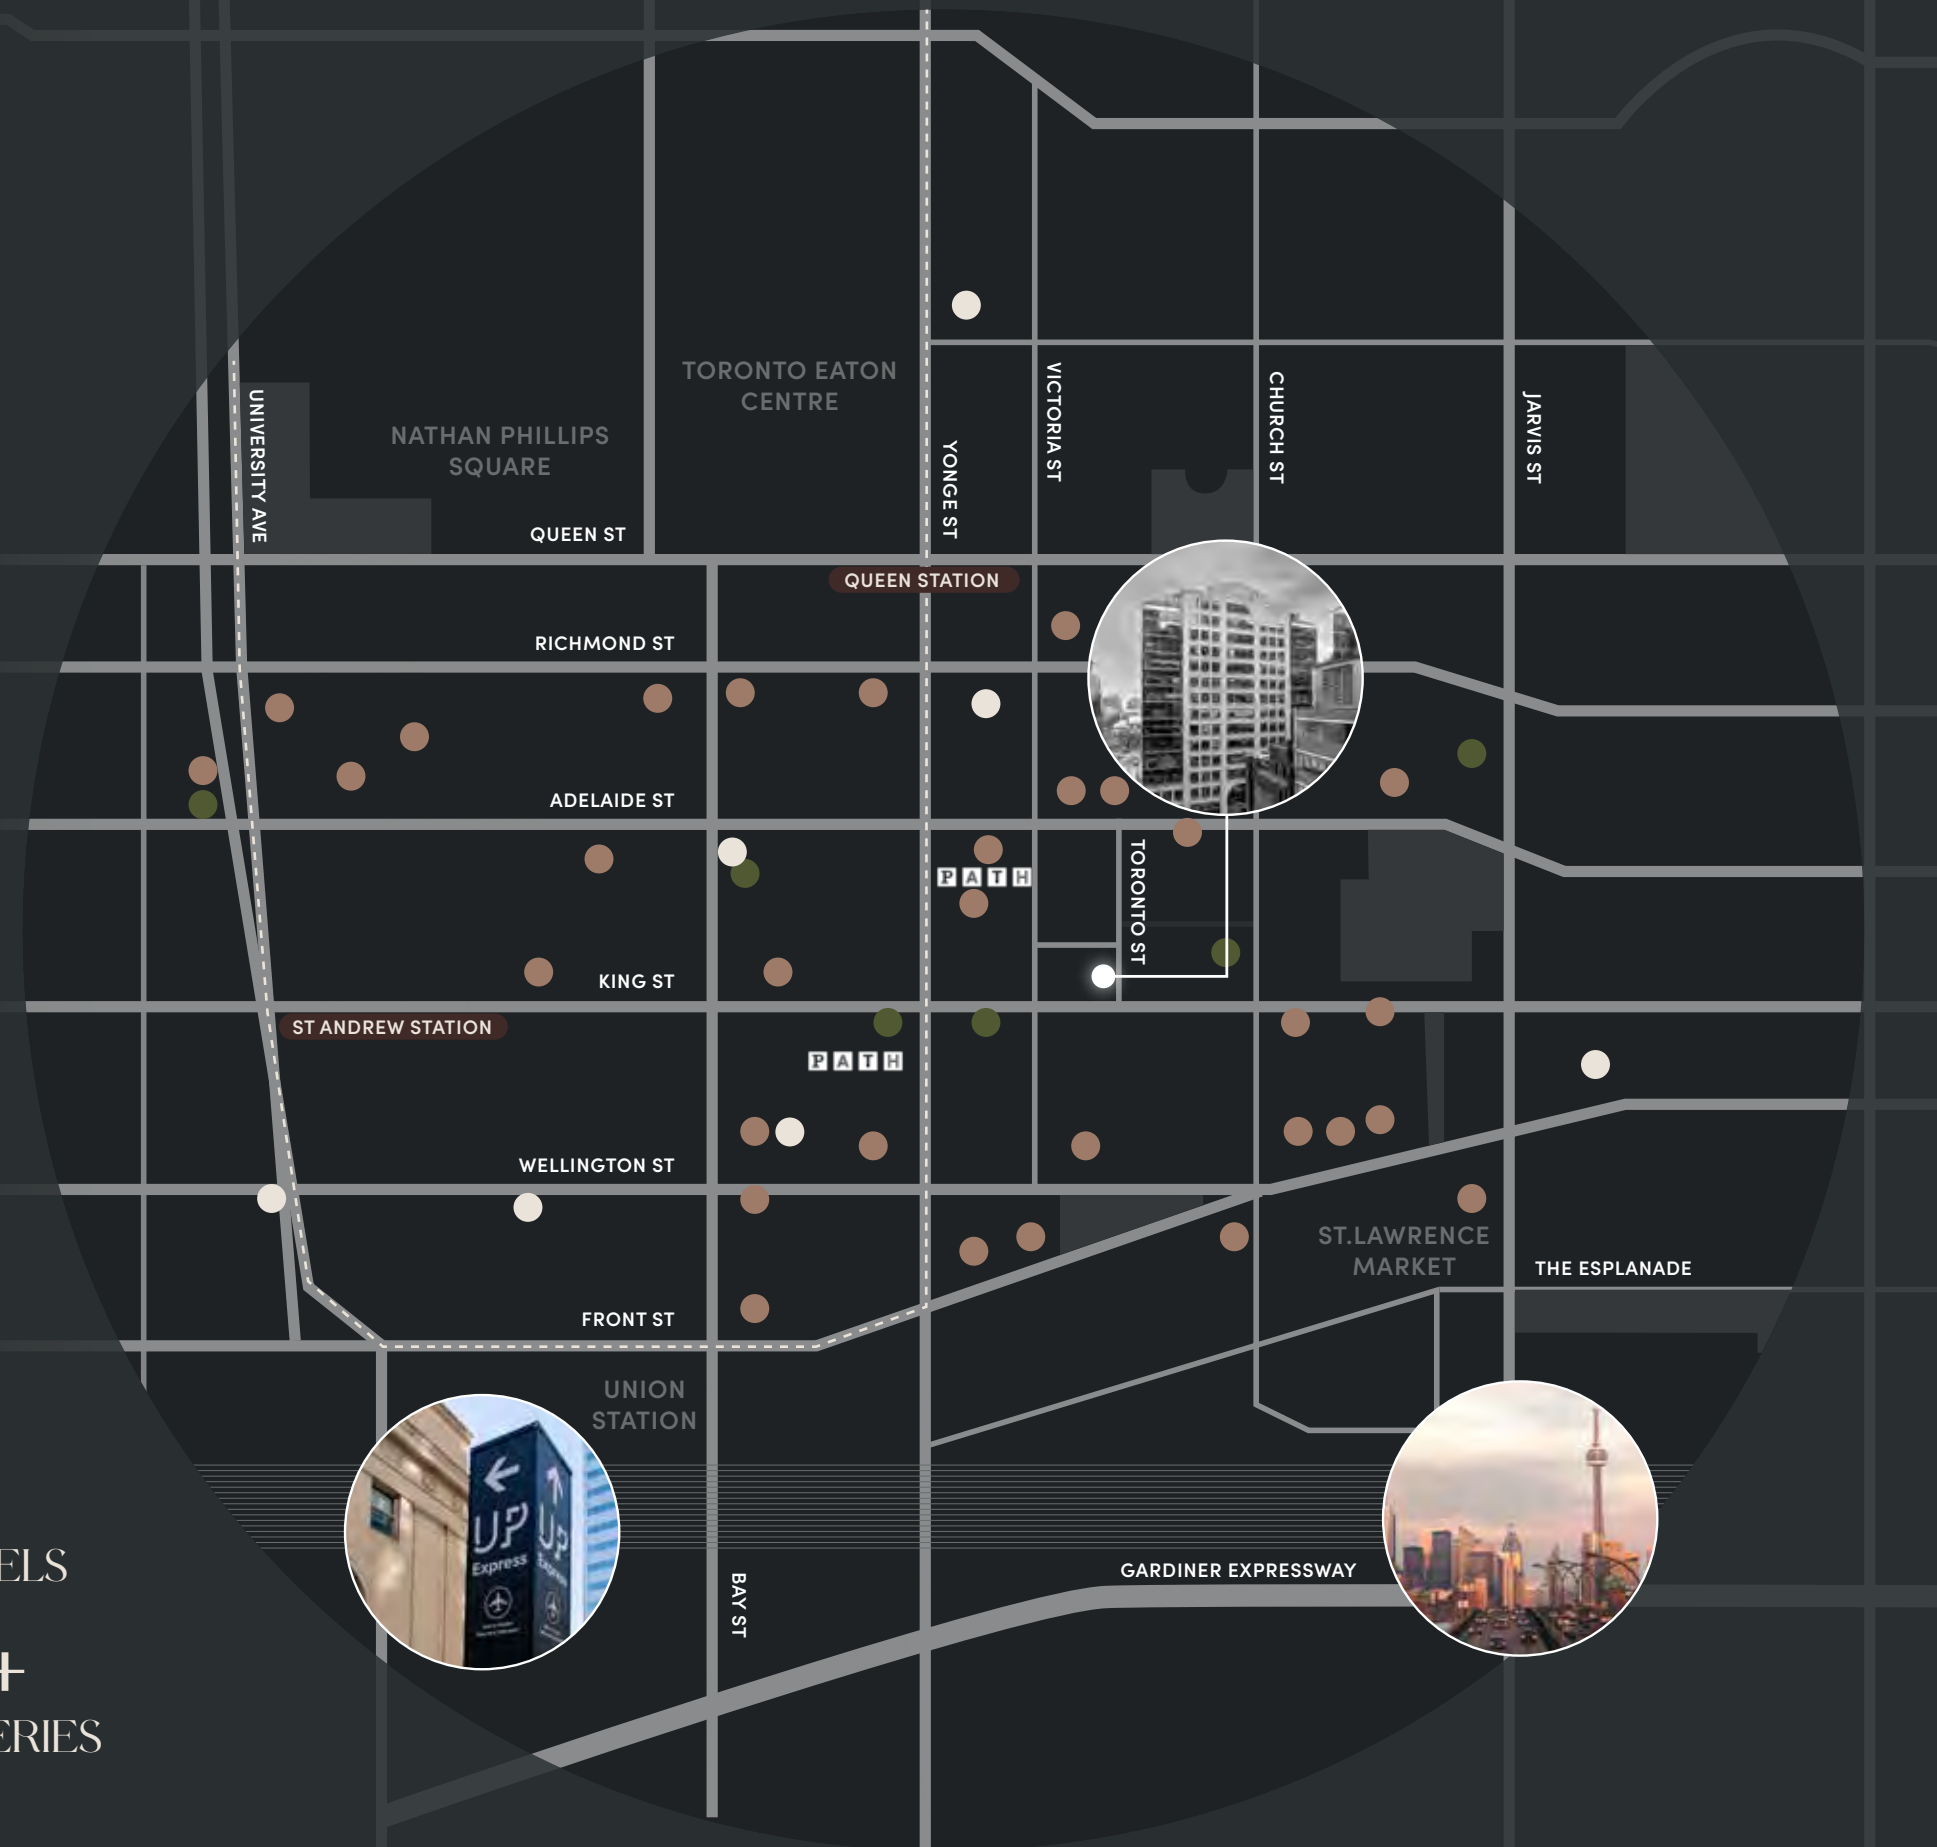 TORONTO EATON
CENTRE
NATHAN PHILLIPS
SQUARE
UNIVERSITY AVE
YONGE ST
VICTORIA ST
CHURCH ST
JARVIS ST
QUEEN ST
QUEEN STATION
RICHMOND ST
ADELAIDE ST
PATH
TORONTO ST
KING ST
ST ANDREW STATION
PATH
WELLINGTON ST
ST.LAWRENCE
MARKET
THE ESPLANADE
FRONT ST
UNION
STATION
UP
Express
UP
Express
GARDINER EXPRESSWAY
BAY ST
ELS
+
ERIES